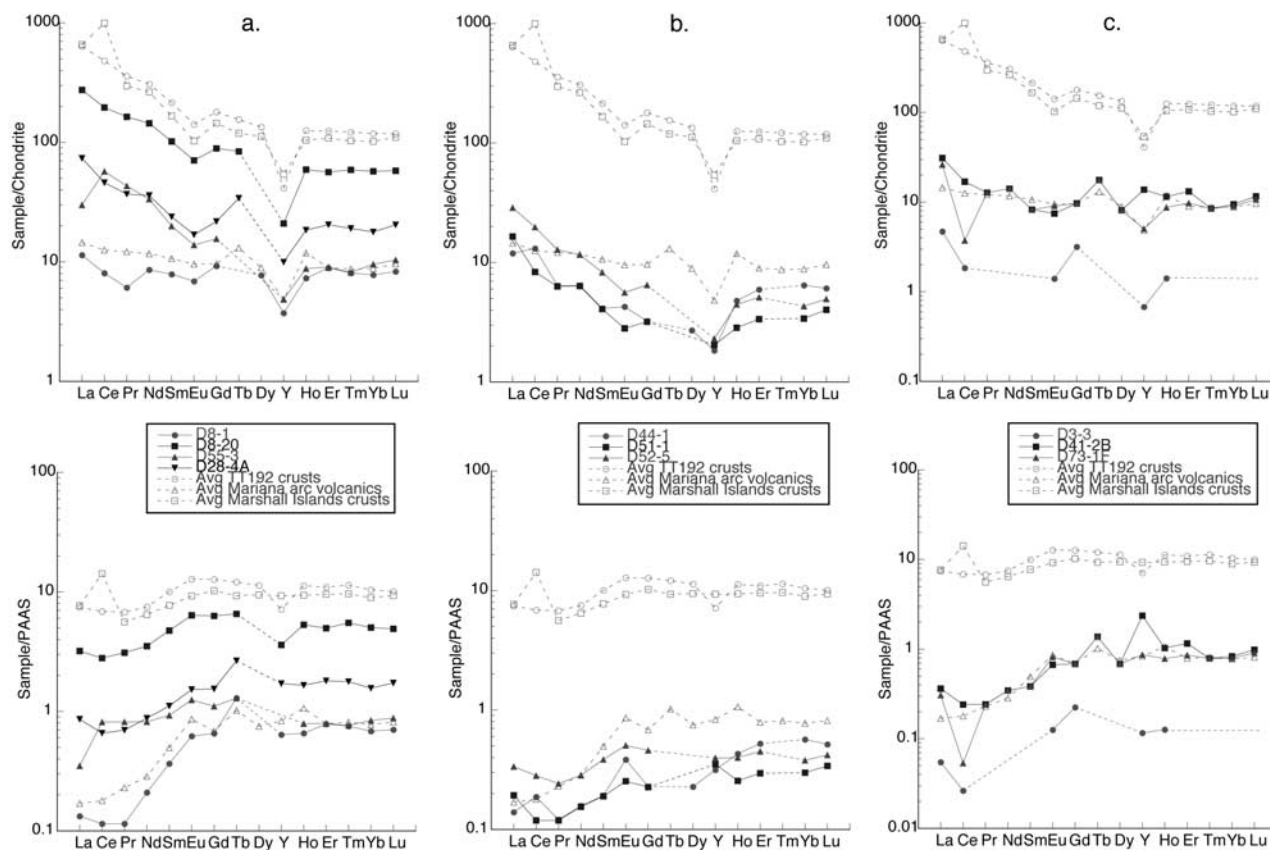 a.
1000
100
10
1
Sample/Chondrite
La Ce Pr Nd Sm Eu Gd Tb Dy Y Ho Er Tm Yb Lu
b.
1000
100
10
1
La Ce Pr Nd Sm Eu Gd Tb Dy Y Ho Er Tm Yb Lu
c.
1000
100
10
1
0.1
Sample/Chondrite
La Ce Pr Nd Sm Eu Gd Tb Dy Y Ho Er Tm Yb Lu
D8-1
D8-20
D55-3
D28-4A
Avg TT192 crusts
Avg Mariana arc volcanics
Avg Marshall Islands crusts
100
10
1
0.1
Sample/PAAS
La Ce Pr Nd Sm Eu Gd Tb Dy Y Ho Er Tm Yb Lu
D44-1
D51-1
D52-5
Avg TT192 crusts
Avg Mariana arc volcanics
Avg Marshall Islands crusts
100
10
1
0.1
La Ce Pr Nd Sm Eu Gd Tb Dy Y Ho Er Tm Yb Lu
D3-3
D41-2B
D73-1F
Avg TT192 crusts
Avg Mariana arc volcanics
Avg Marshall Islands crusts
100
10
1
0.1
0.01
Sample/PAAS
La Ce Pr Nd Sm Eu Gd Tb Dy Y Ho Er Tm Yb Lu